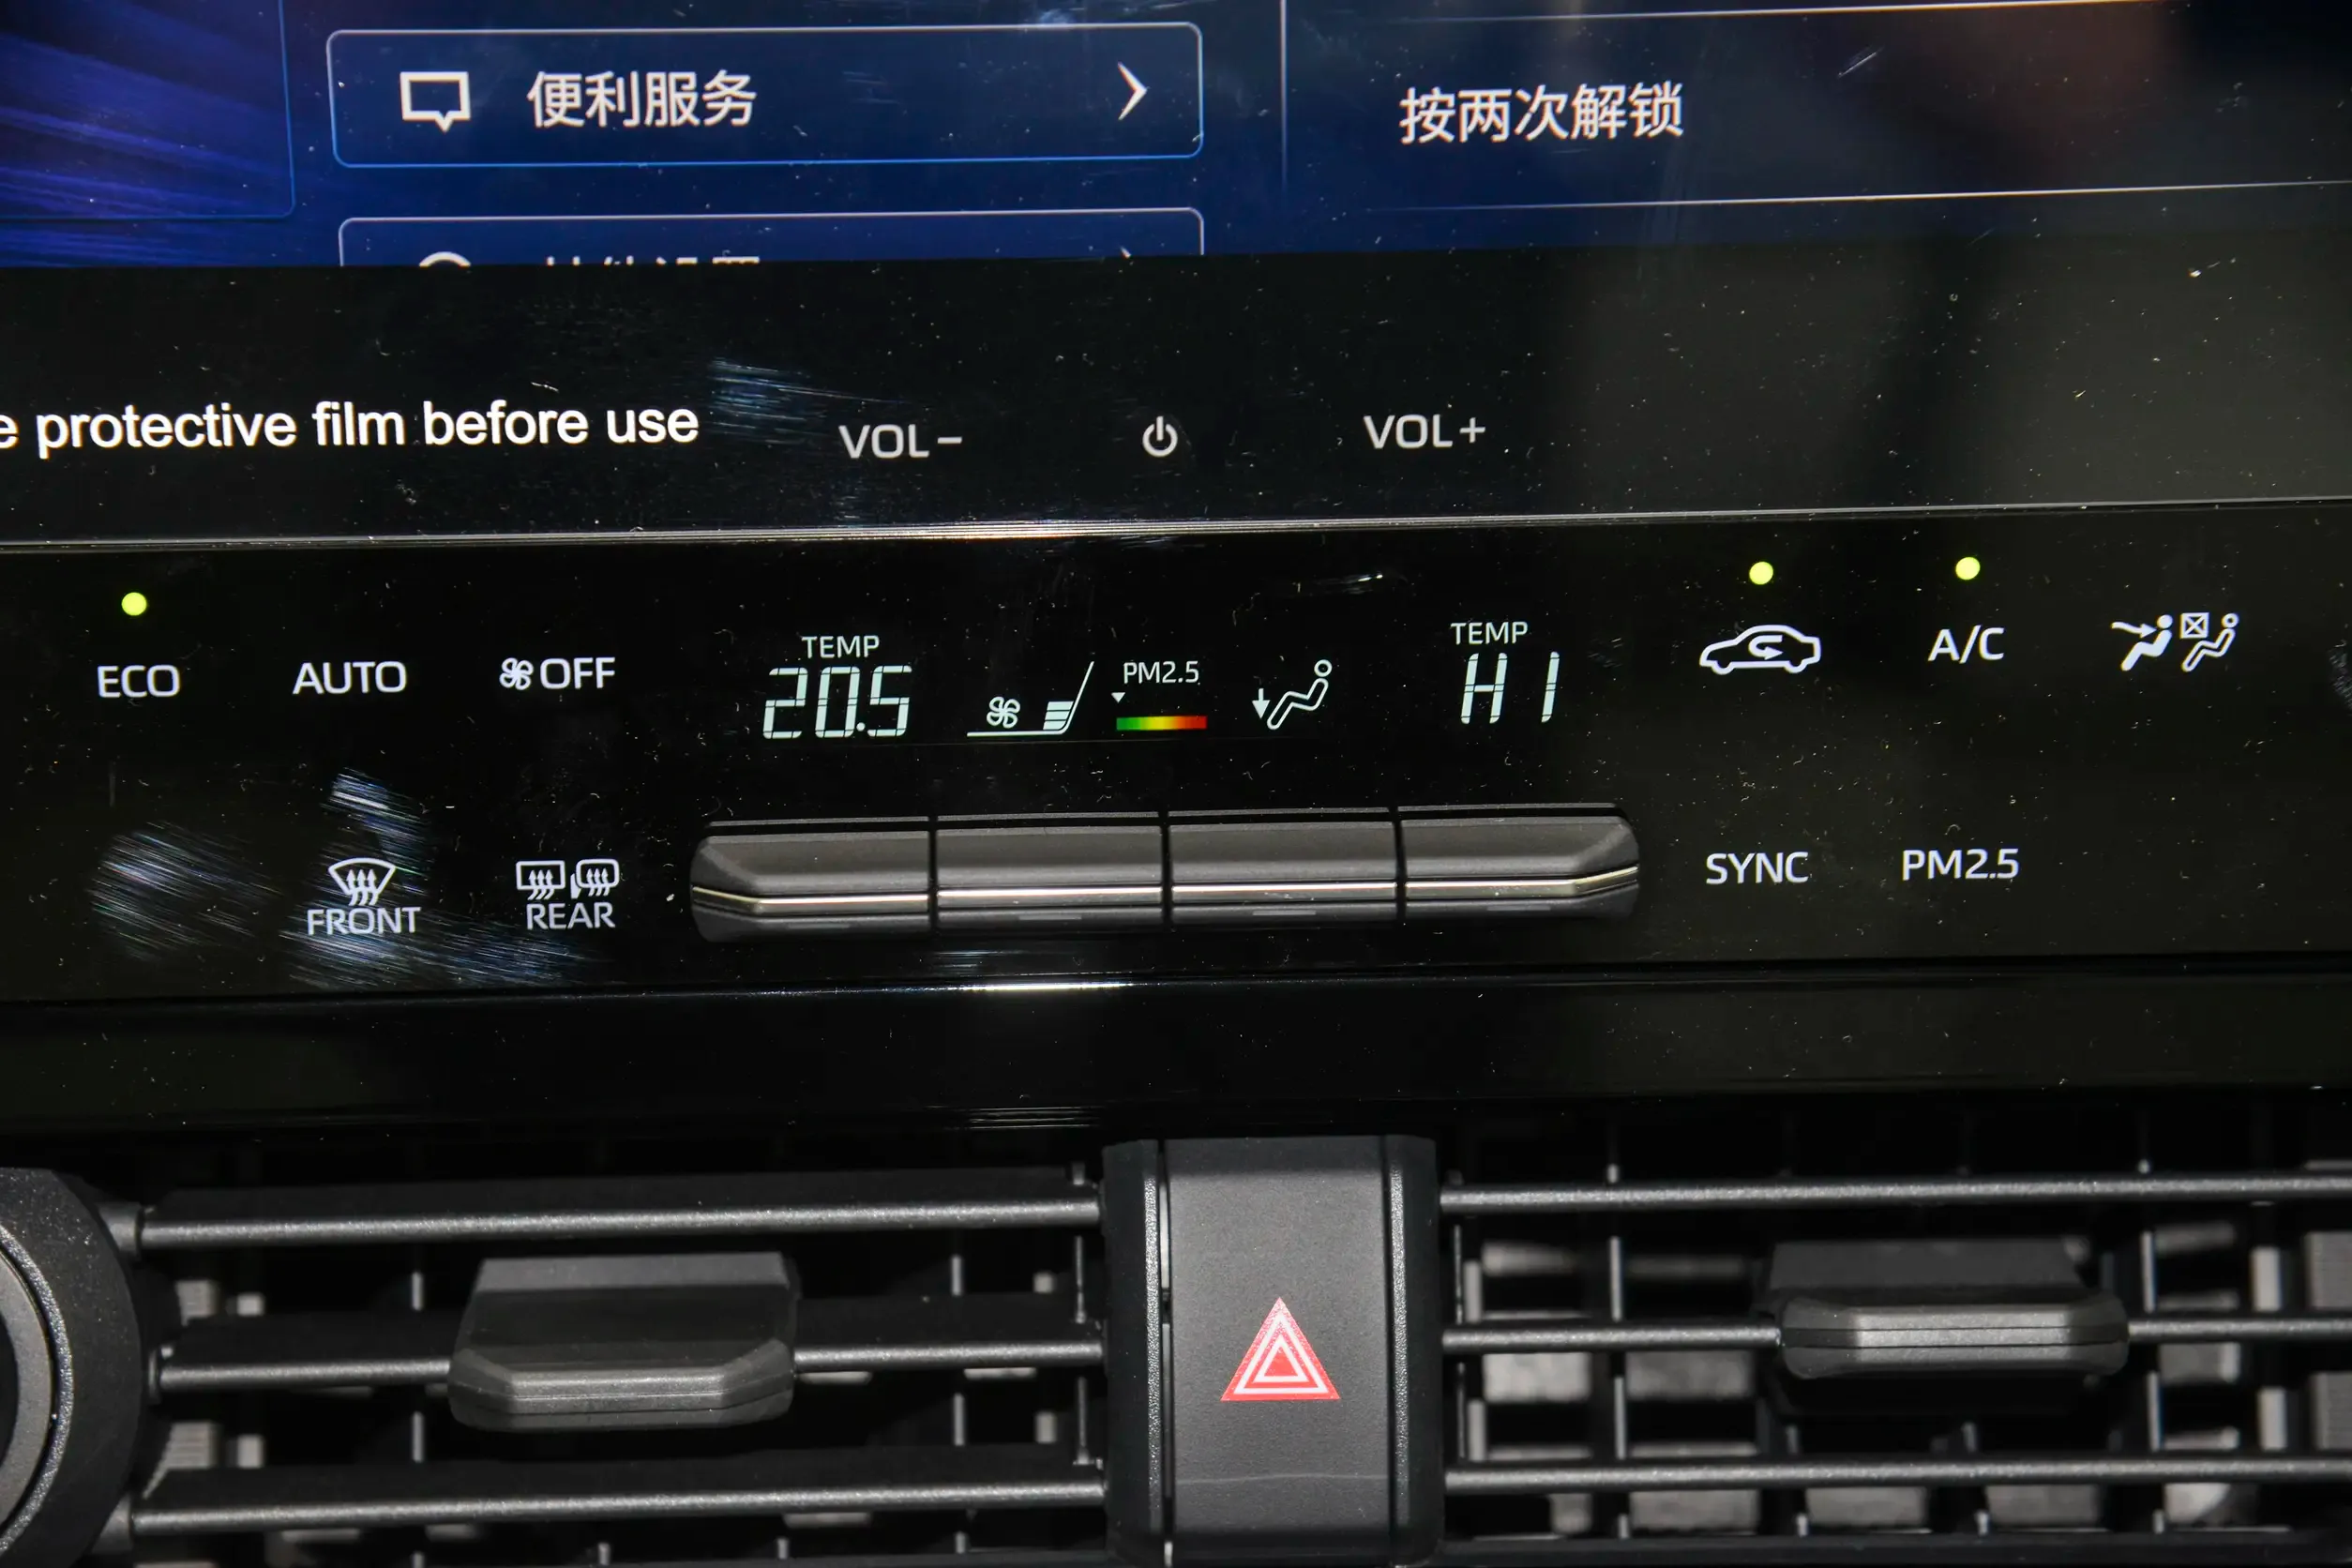 便利服务
按两次解锁
e protective film before use
VOL−
VOL+
ECO
AUTO
OFF
TEMP
20.5
PM2.5
TEMP
HI
A/C
FRONT
REAR
SYNC
PM2.5